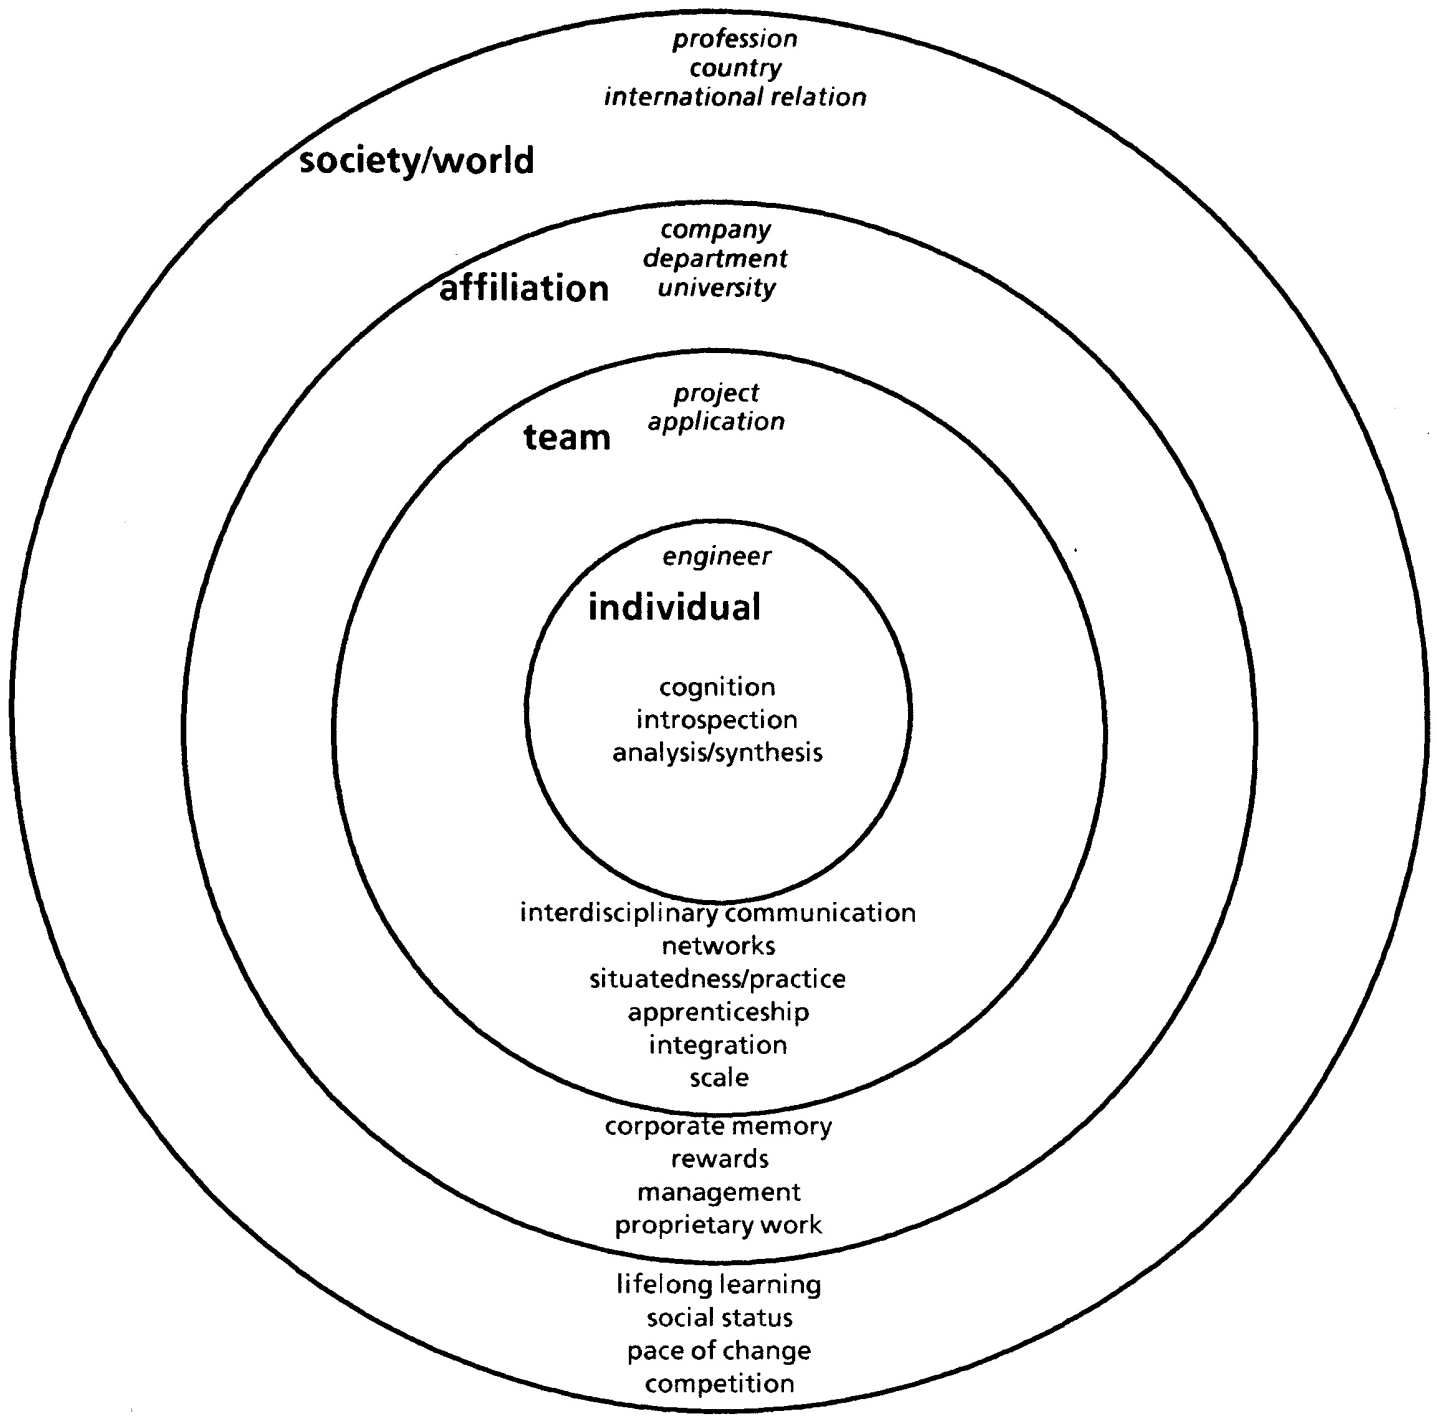 profession
country
international relation
society/world
company
department
affiliation university
project
application
team
engineer
individual
cognition
introspection
analysis/synthesis
interdisciplinary communication
networks
situatedness/practice
apprenticeship
integration
scale
corporate memory
rewards
management
proprietary work
lifelong learning
social status
pace of change
competition